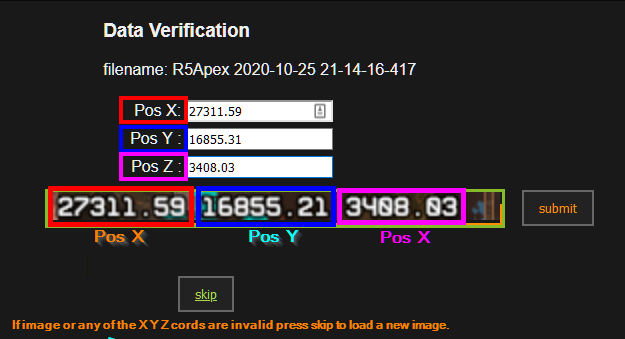 Data Verification
filename: R5Apex 2020-10-25 21-14-16-417
Pos X: 27311.59
Pos Y : 16855.31
Pos Z : 3408.03
27311.59 16855.21 3408.03 submit
Pos X Pos Y Pos X
skip
If image or any of the X Y Z cords are invalid press skip to load a new image.